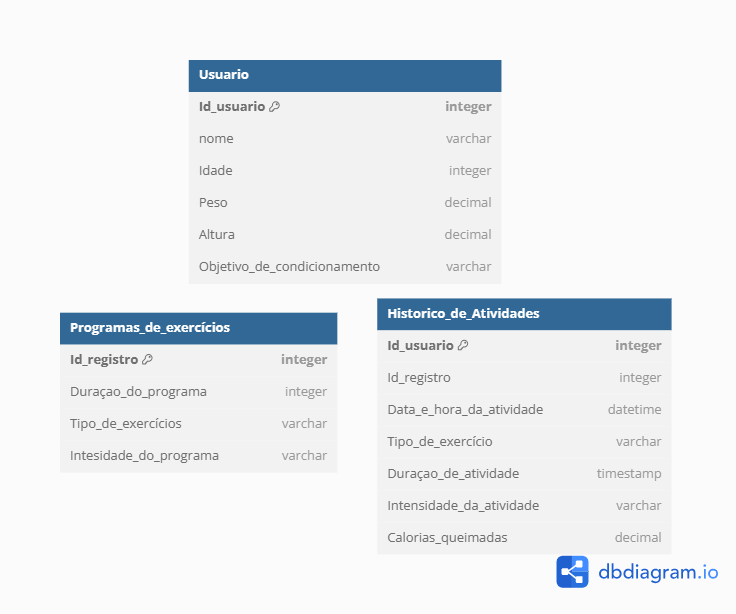 Usuario
Id_usuario integer
nome varchar
Idade integer
Peso decimal
Altura decimal
Objetivo_de_condicionamento varchar
Programas_de_exercícios
Id_registro integer
Duraçao_do_programa integer
Tipo_de_exercícios varchar
Intesidade_do_programa varchar
Historico_de_Atividades
Id_usuario integer
Id_registro integer
Data_e_hora_da_atividade datetime
Tipo_de_exercício varchar
Duraçao_de_atividade timestamp
Intensidade_da_atividade varchar
Calorias_queimadas decimal
dbdiagram.io